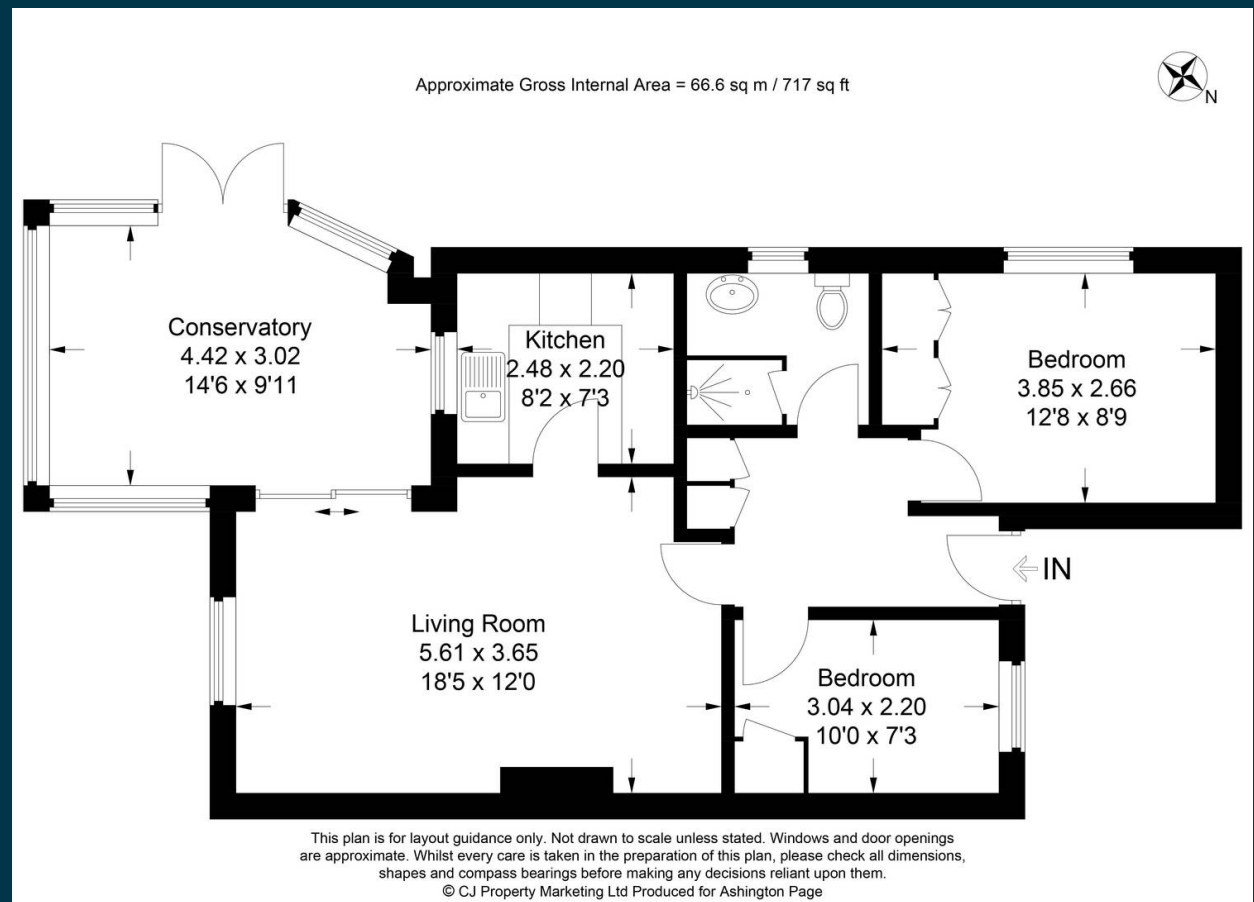 Approximate Gross Internal Area = 66.6 sq m / 717 sq ft
N
Conservatory
4.42 x 3.02
14'6 x 9'11
Kitchen
2.48 x 2.20
8'2 x 7'3
Bedroom
3.85 x 2.66
12'8 x 8'9
IN
Living Room
5.61 x 3.65
18'5 x 12'0
Bedroom
3.04 x 2.20
10'0 x 7'3
This plan is for layout guidance only. Not drawn to scale unless stated. Windows and door openings
are approximate. Whilst every care is taken in the preparation of this plan, please check all dimensions,
shapes and compass bearings before making any decisions reliant upon them.
© CJ Property Marketing Ltd Produced for Ashington Page